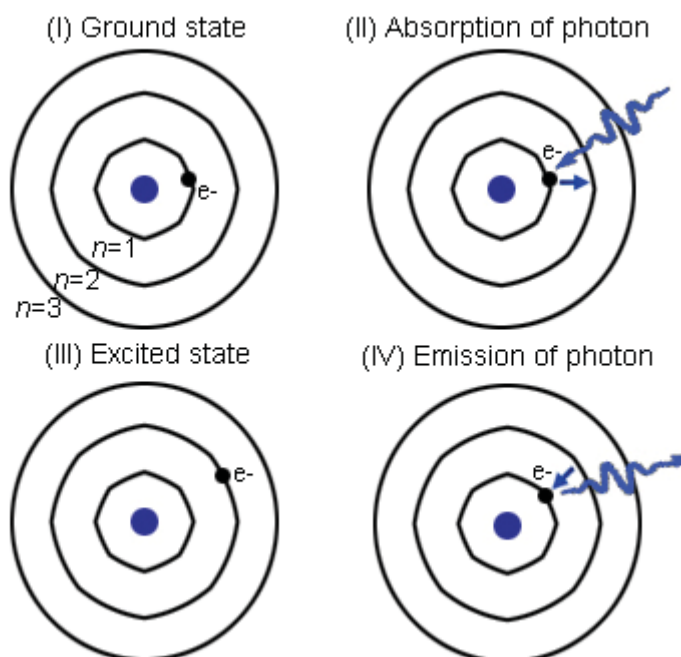 (I) Ground state
(II) Absorption of photon
e-
e-
n=1
n=2
n=3
(III) Excited state
(IV) Emission of photon
e-
e-